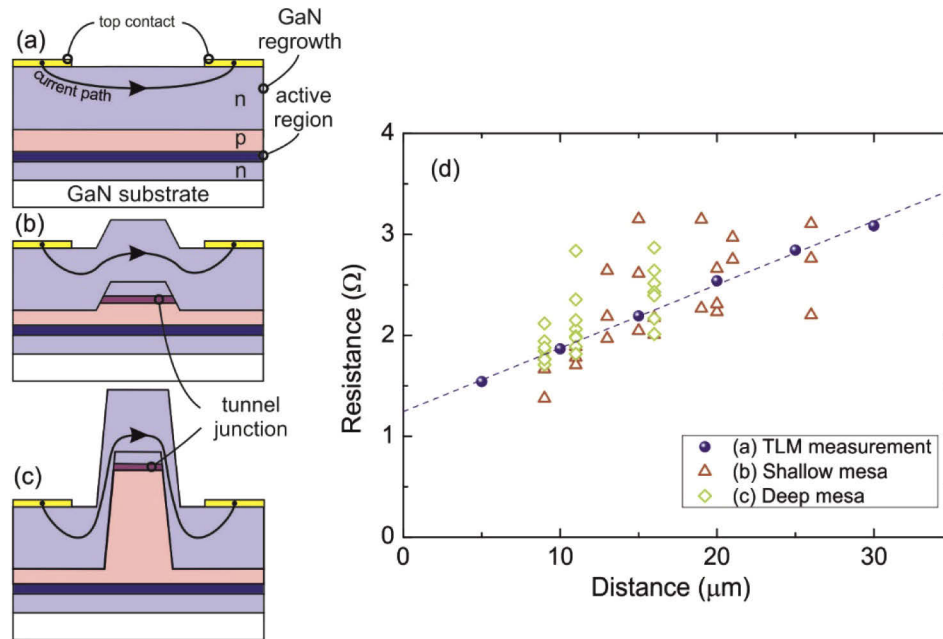 (a)
top contact
GaN
regrowth
current path
n
active
region
p
n
GaN substrate
(b)
tunnel
junction
(c)
(d)
Resistance (Ω)
4
3
2
1
0
0 10 20 30
Distance (μm)
(a) TLM measurement
(b) Shallow mesa
(c) Deep mesa